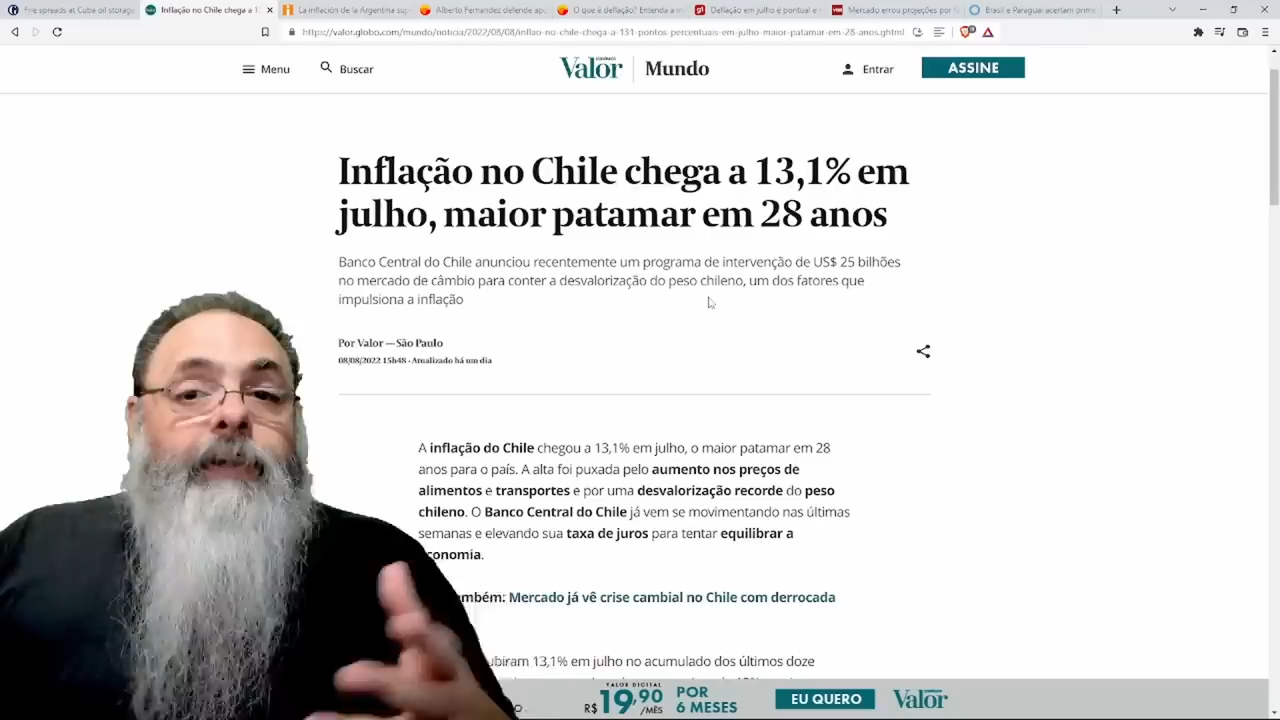 Fire spreads at Cuba oil storage
Inflação no Chile chega a 13
La inflación de la Argentina sup
Alberto Fernandez defende apo
O que é deflação? Entenda a m
Deflação em julho é pontual e
Mercado errou projeções por
Brasil e Paraguai acertam prim
https://valor.globo.com/mundo/noticia/2022/08/08/inflao-no-chile-chega-a-131-pontos-percentuais-em-julho-maior-patamar-em-28-anos.ghtml
Menu
Buscar
Valor
Mundo
Entrar
ASSINE
Inflação no Chile chega a 13,1% em
julho, maior patamar em 28 anos
Banco Central do Chile anunciou recentemente um programa de intervenção de US$ 25 bilhões
no mercado de câmbio para conter a desvalorização do peso chileno, um dos fatores que
impulsiona a inflação
Por Valor — São Paulo
08/08/2022 15h48 · Atualizado há um dia
A inflação do Chile chegou a 13,1% em julho, o maior patamar em 28
anos para o país. A alta foi puxada pelo aumento nos preços de
alimentos e transportes e por uma desvalorização recorde do peso
chileno. O Banco Central do Chile já vem se movimentando nas últimas
semanas e elevando sua taxa de juros para tentar equilibrar a
conomia.
mbém: Mercado já vê crise cambial no Chile com derrocada
ubiram 13,1% em julho no acumulado dos últimos doze
VALOR DIGITAL
R$ 19,90 /MÊS
POR
6 MESES
EU QUERO
Valor